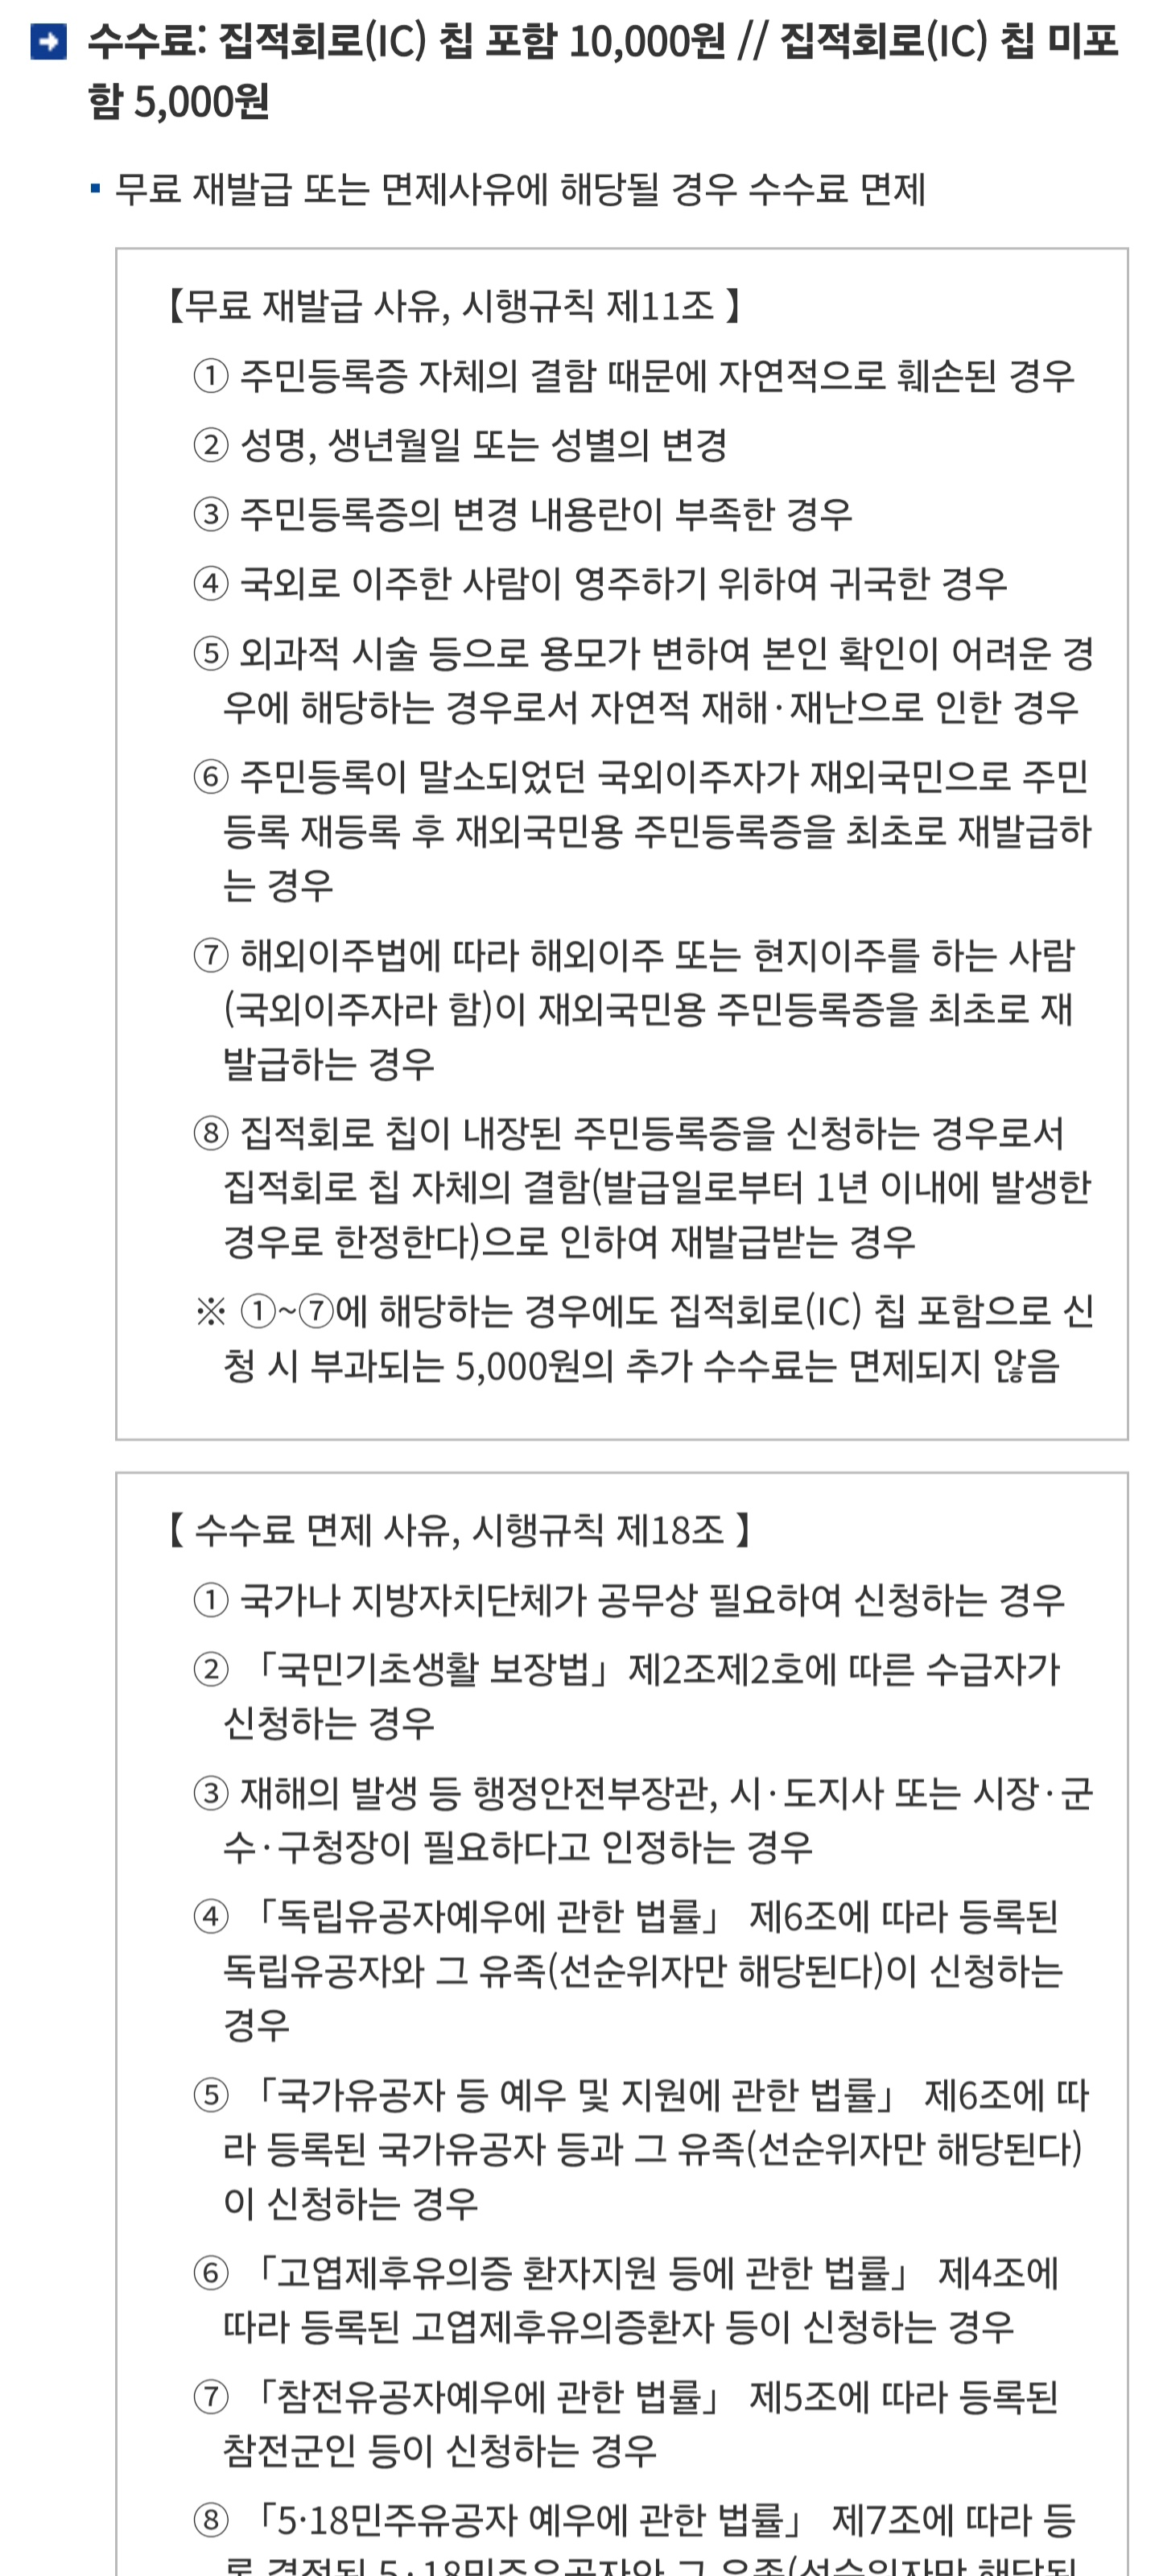 수수료: 집적회로(IC) 칩 포함 10,000원 // 집적회로(IC) 칩 미포
함 5,000원
무료 재발급 또는 면제사유에 해당될 경우 수수료 면제
【무료 재발급 사유, 시행규칙 제11조 】
① 주민등록증 자체의 결함 때문에 자연적으로 훼손된 경우
② 성명, 생년월일 또는 성별의 변경
③ 주민등록증의 변경 내용란이 부족한 경우
④ 국외로 이주한 사람이 영주하기 위하여 귀국한 경우
⑤ 외과적 시술 등으로 용모가 변하여 본인 확인이 어려운 경
우에 해당하는 경우로서 자연적 재해·재난으로 인한 경우
⑥ 주민등록이 말소되었던 국외이주자가 재외국민으로 주민
등록 재등록 후 재외국민용 주민등록증을 최초로 재발급하
는 경우
⑦ 해외이주법에 따라 해외이주 또는 현지이주를 하는 사람
(국외이주자라 함)이 재외국민용 주민등록증을 최초로 재
발급하는 경우
⑧ 집적회로 칩이 내장된 주민등록증을 신청하는 경우로서
집적회로 칩 자체의 결함(발급일로부터 1년 이내에 발생한
경우로 한정한다)으로 인하여 재발급받는 경우
※ ①~⑦에 해당하는 경우에도 집적회로(IC) 칩 포함으로 신
청 시 부과되는 5,000원의 추가 수수료는 면제되지 않음
【 수수료 면제 사유, 시행규칙 제18조 】
① 국가나 지방자치단체가 공무상 필요하여 신청하는 경우
② 「국민기초생활 보장법」제2조제2호에 따른 수급자가
신청하는 경우
③ 재해의 발생 등 행정안전부장관, 시·도지사 또는 시장·군
수·구청장이 필요하다고 인정하는 경우
④ 「독립유공자예우에 관한 법률」 제6조에 따라 등록된
독립유공자와 그 유족(선순위자만 해당된다)이 신청하는
경우
⑤ 「국가유공자 등 예우 및 지원에 관한 법률」 제6조에 따
라 등록된 국가유공자 등과 그 유족(선순위자만 해당된다)
이 신청하는 경우
⑥ 「고엽제후유의증 환자지원 등에 관한 법률」 제4조에
따라 등록된 고엽제후유의증환자 등이 신청하는 경우
⑦ 「참전유공자예우에 관한 법률」 제5조에 따라 등록된
참전군인 등이 신청하는 경우
⑧ 「5·18민주유공자 예우에 관한 법률」 제7조에 따라 등
록 결정된 5·18민주유공자와 그 유족(선순위자만 해당된